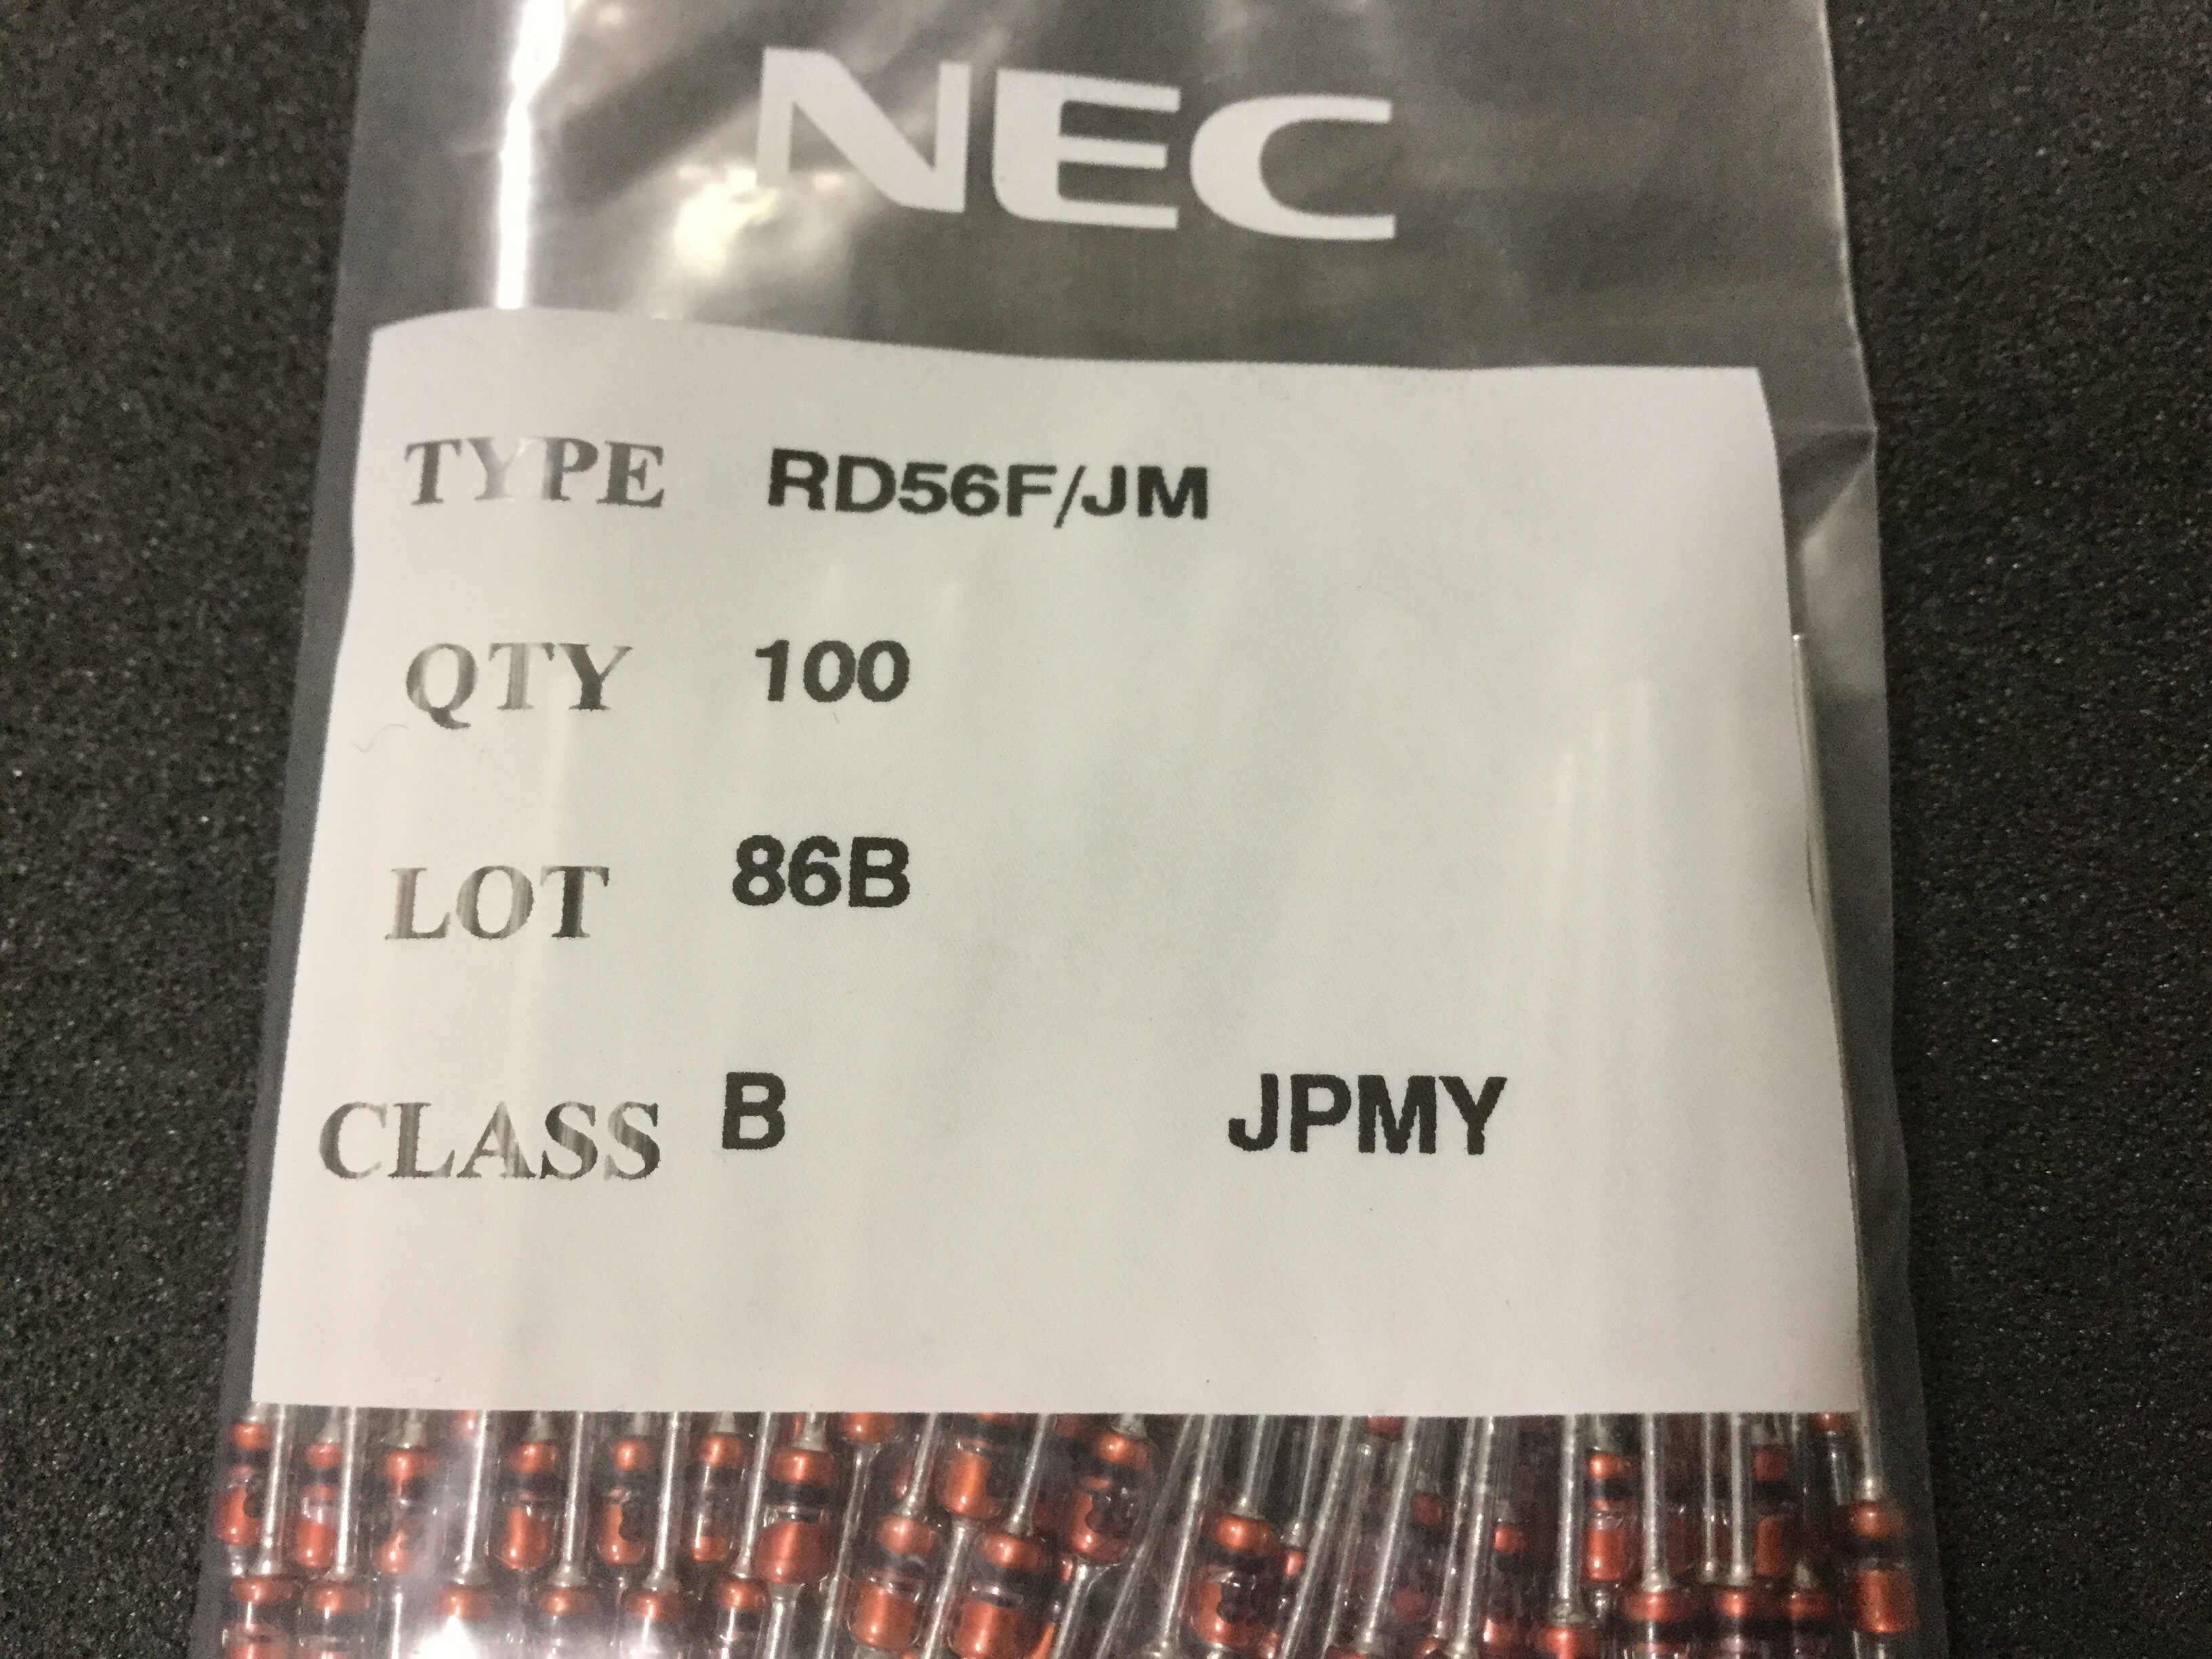 NEC
TYPE RD56F/JM
QTY 100
LOT 86B
CLASS B JPMY